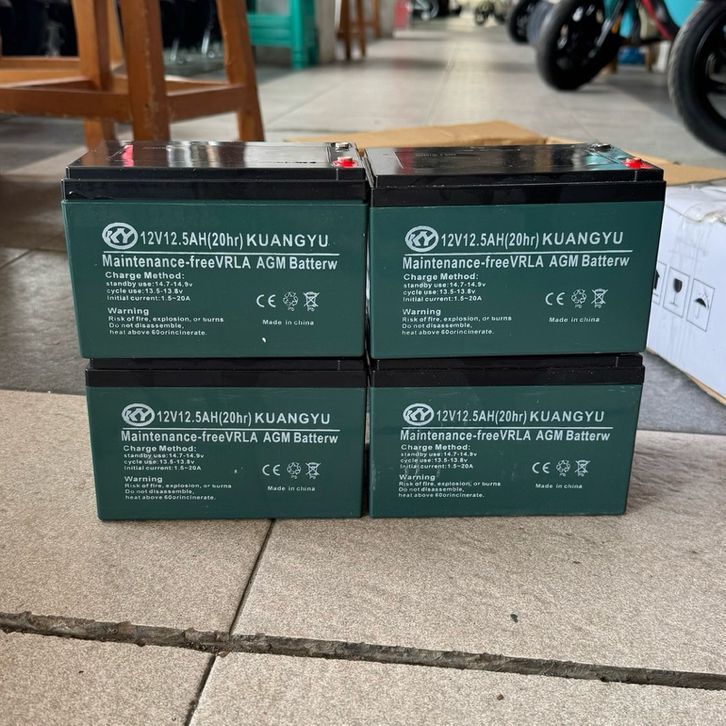 KY 12V12.5AH(20hr) KUANGYU
Maintenance-freeVRLA AGM Batterw
Charge Method:
standby use:14.7-14.9v
cycle use:13.5-13.8v
Initial current:1.5~20A
Warning
Risk of fire, explosion, or burns
Do not disassemble,
heat above 60orincinerate.
CE
Pb
Made in china
KY 12V12.5AH(20hr) KUANGYU
Maintenance-freeVRLA AGM Batterw
Charge Method:
standby use:14.7-14.9v
cycle use:13.5-13.8v
Initial current:1.5~20A
Warning
Risk of fire, explosion, or burns
Do not disassemble,
heat above 60orincinerate.
CE
Pb
Made in china
KY 12V12.5AH(20hr) KUANGYU
Maintenance-freeVRLA AGM Batterw
Charge Method:
standby use:14.7-14.9v
cycle use:13.5-13.8v
Initial current:1.5~20A
Warning
Risk of fire, explosion, or burns
Do not disassemble,
heat above 60orincinerate.
CE
Pb
Made in china
KY 12V12.5AH(20hr) KUANGYU
Maintenance-freeVRLA AGM Batterw
Charge Method:
standby use:14.7-14.9v
cycle use:13.5-13.8v
Initial current:1.5~20A
Warning
Risk of fire, explosion, or burns
Do not disassemble,
heat above 60orincinerate.
CE
Pb
Made in china